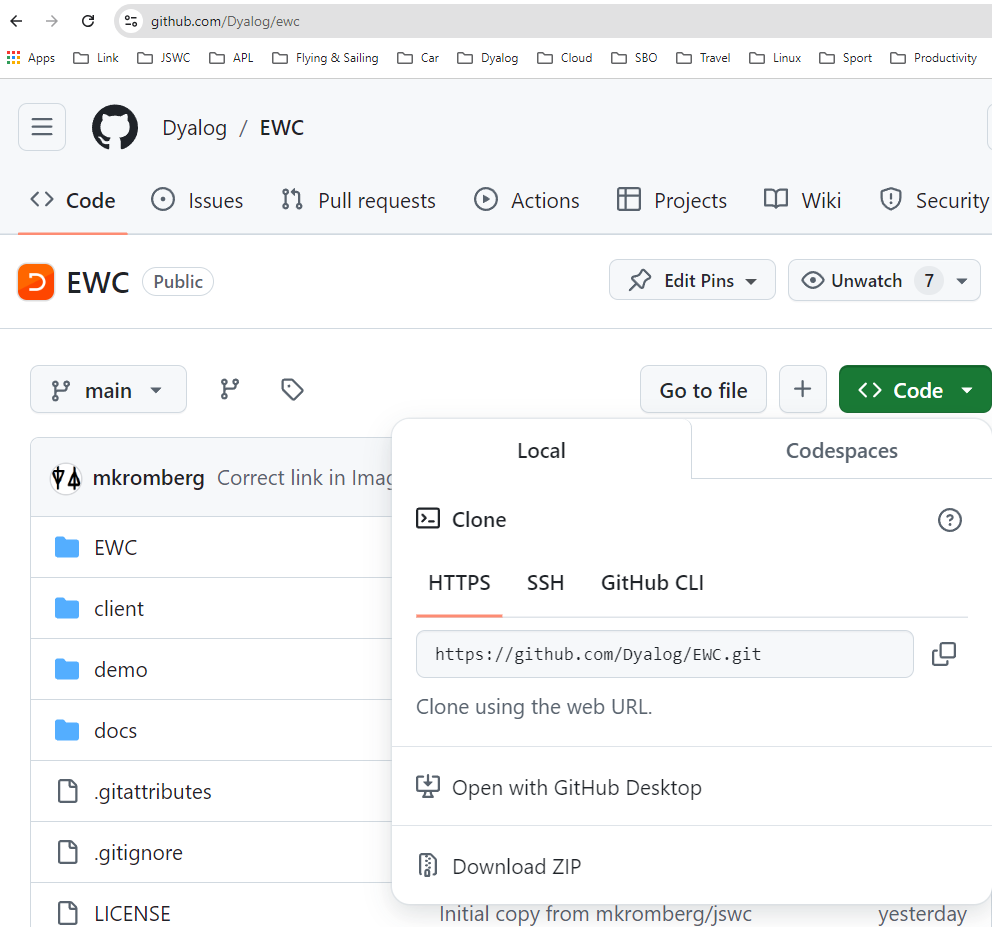 github.com/Dyalog/ewc
Apps Link JSWC APL Flying & Sailing Car Dyalog Cloud SBO Travel Linux Sport Productivity
Dyalog / EWC
Code Issues Pull requests Actions Projects Wiki Security
EWC Public Edit Pins Unwatch 7
main Go to file + Code
Local Codespaces
mkromberg Correct link in
Clone
EWC
HTTPS SSH GitHub CLI
client
https://github.com/Dyalog/EWC.git
demo
Clone using the web URL.
docs
Open with GitHub Desktop
.gitattributes
.gitignore
Download ZIP
LICENSE Initial copy from mkromberg/jswc yesterday